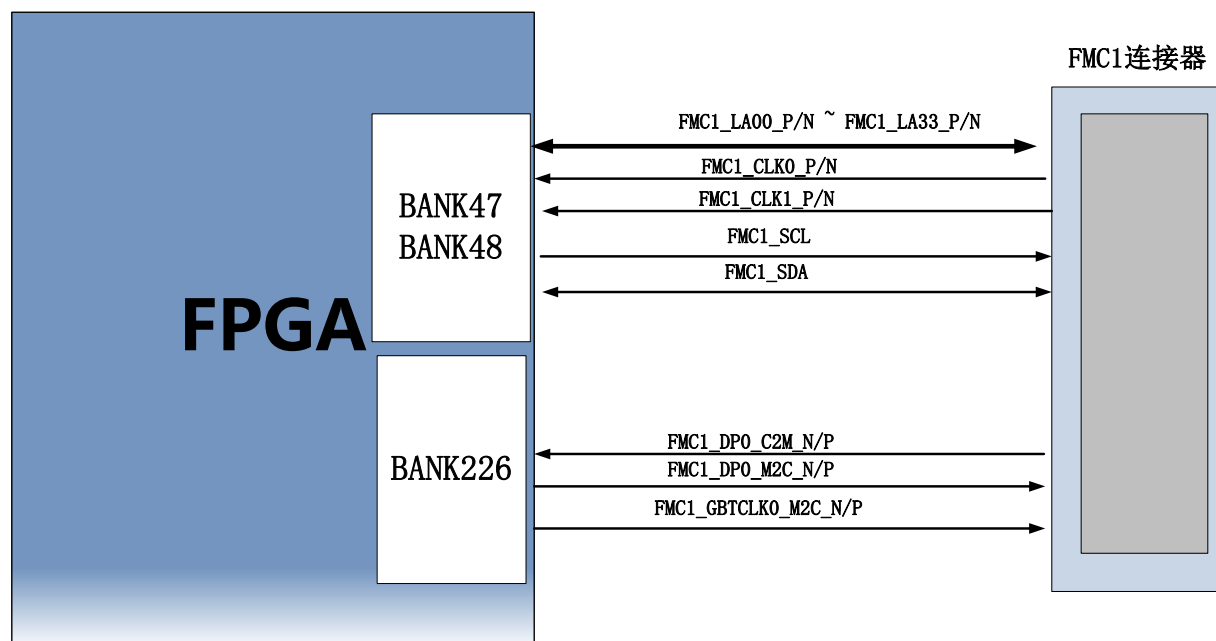 FMC1连接器
FMC1_LA00_P/N ~ FMC1_LA33_P/N
FMC1_CLK0_P/N
FMC1_CLK1_P/N
BANK47
BANK48
FMC1_SCL
FMC1_SDA
FPGA
FMC1_DP0_C2M_N/P
BANK226
FMC1_DP0_M2C_N/P
FMC1_GBTCLK0_M2C_N/P